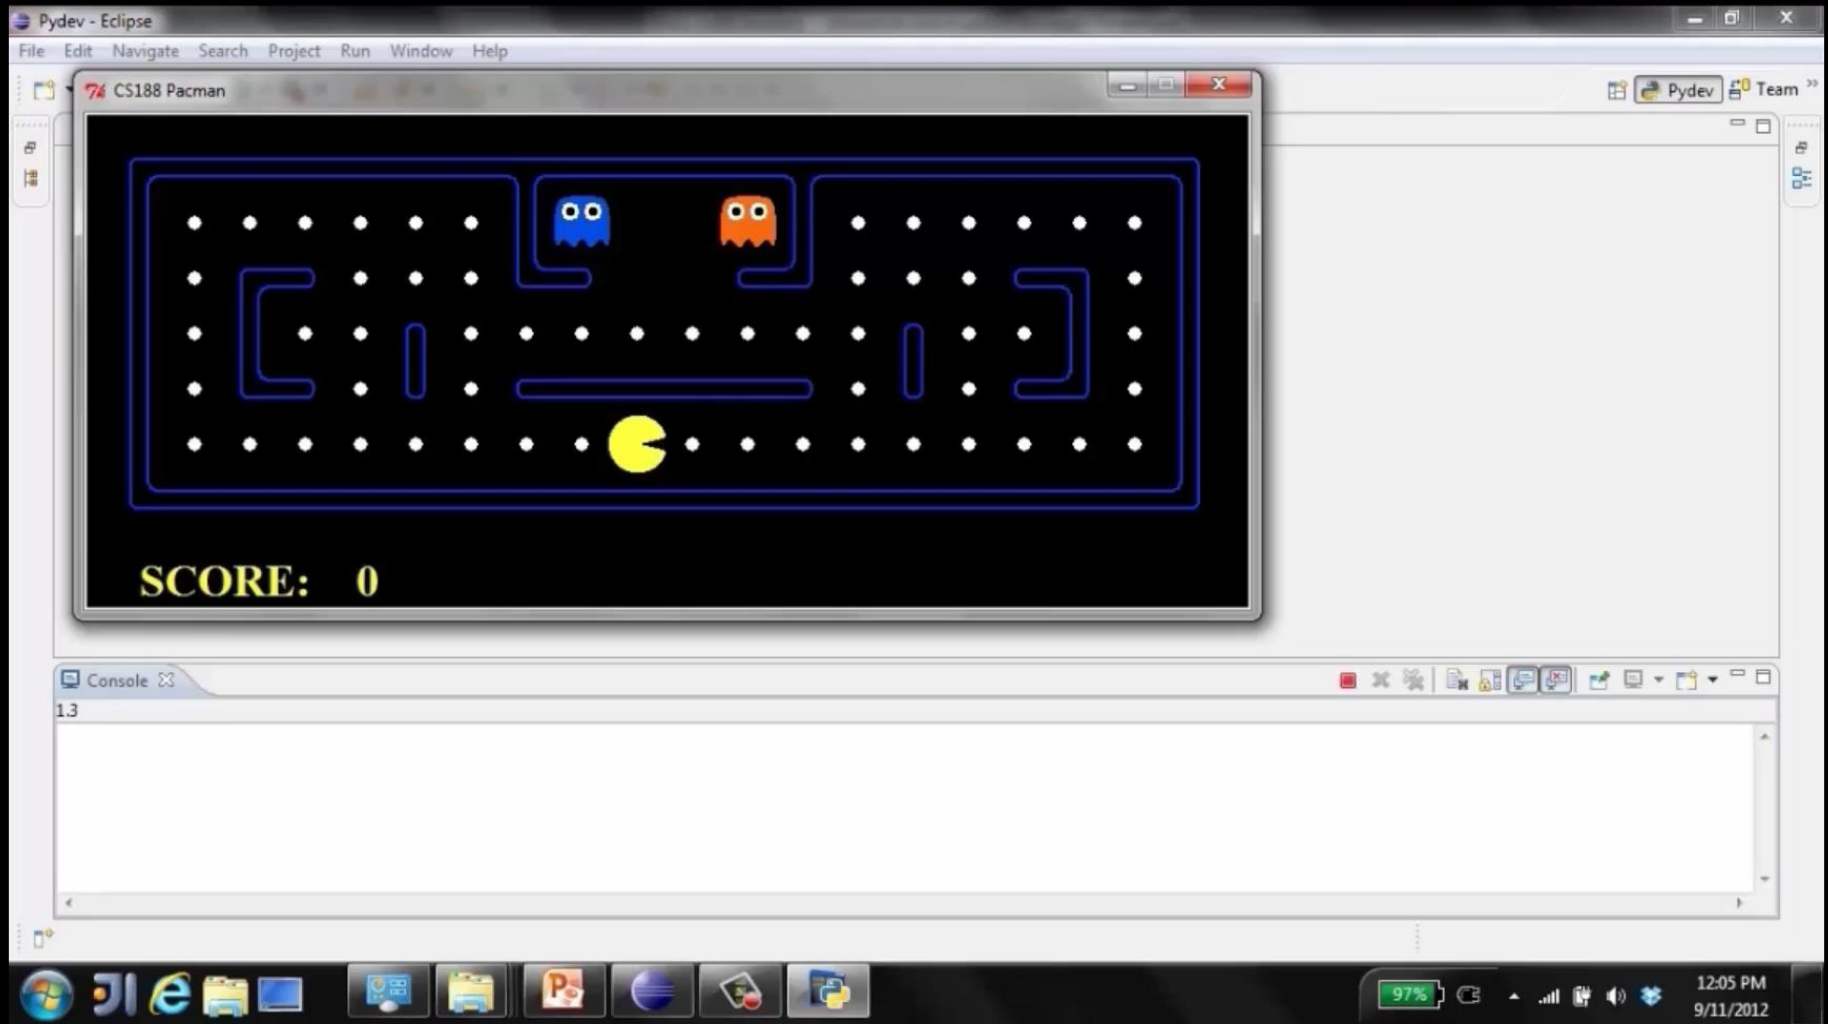 Pydev - Eclipse
File Edit Navigate Search Project Run Window Help
CS188 Pacman
Pydev
Team
SCORE: 0
Console
1.3
97%
12:05 PM
9/11/2012